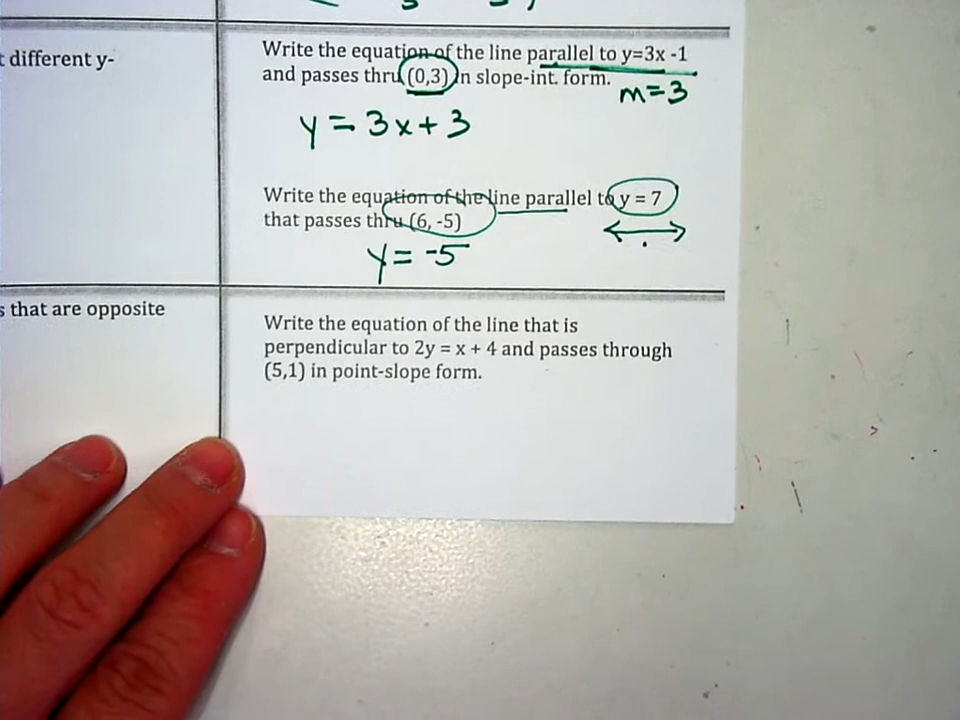 t different y-
Write the equation of the line parallel to y=3x -1
and passes thru (0,3) in slope-int. form.
m=3
y = 3x+3
Write the equation of the line parallel to y = 7
that passes thru (6, -5)
y = -5
s that are opposite
Write the equation of the line that is
perpendicular to 2y = x + 4 and passes through
(5,1) in point-slope form.